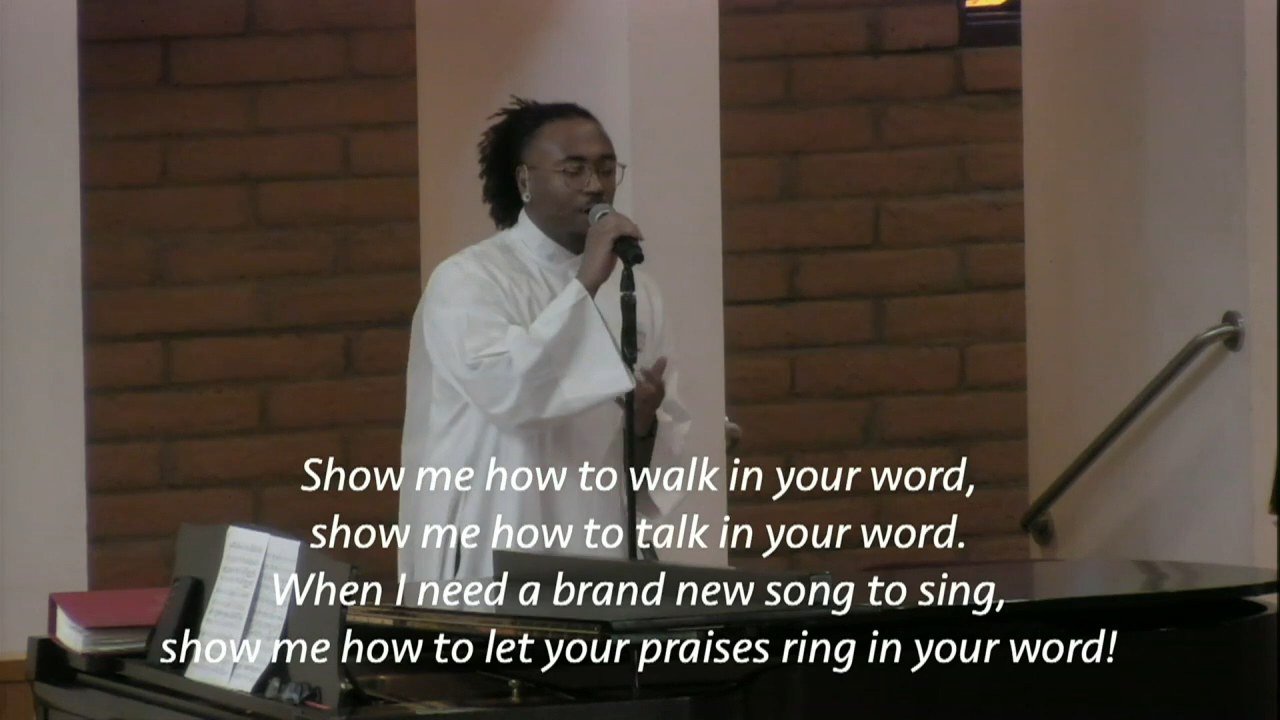 Show me how to walk in your word,
show me how to talk in your word.
When I need a brand new song to sing,
show me how to let your praises ring in your word!